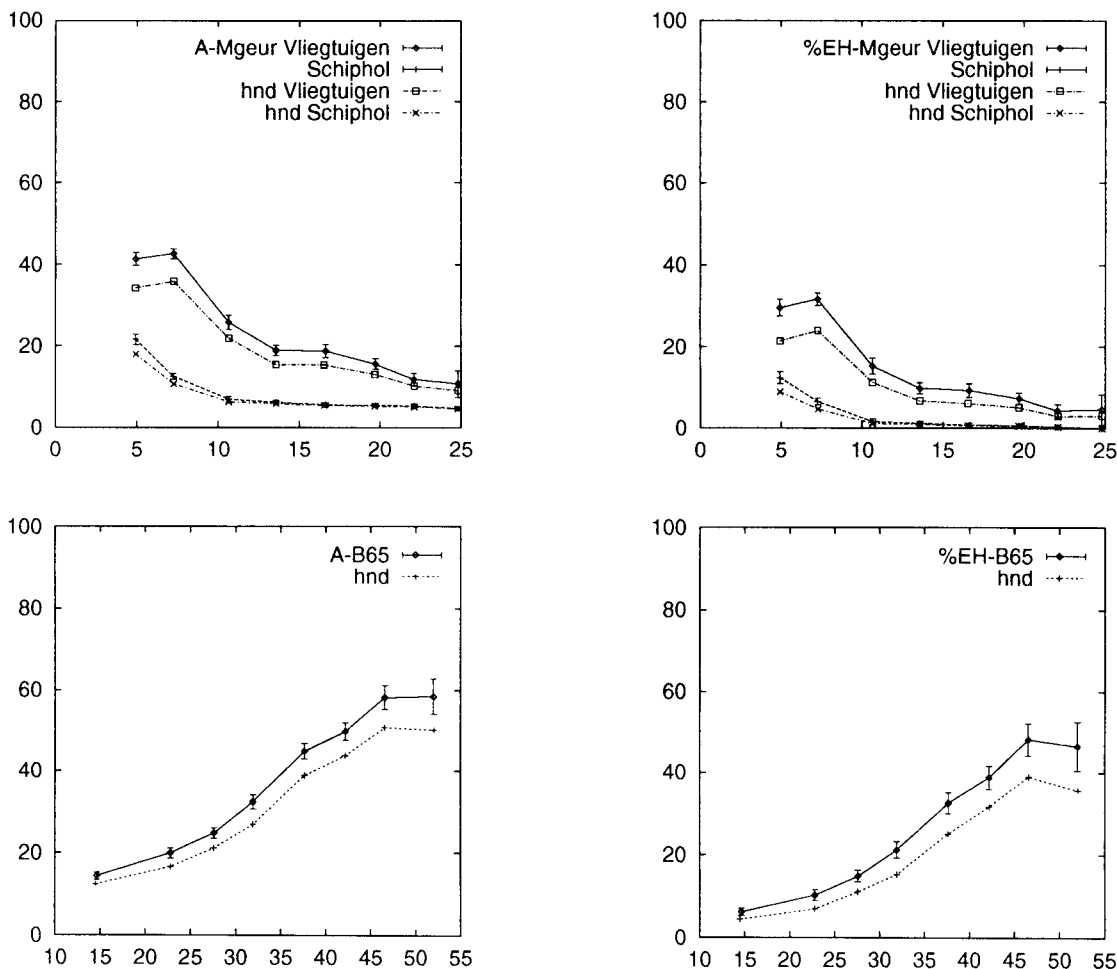 100
80
60
40
20
0
0 5 10 15 20 25
A-Mgeur Vliegtuigen
Schiphol
hnd Vliegtuigen
hnd Schiphol
100
80
60
40
20
0
0 5 10 15 20 25
%EH-Mgeur Vliegtuigen
Schiphol
hnd Vliegtuigen
hnd Schiphol
100
80
60
40
20
0
10 15 20 25 30 35 40 45 50 55
A-B65
hnd
100
80
60
40
20
0
10 15 20 25 30 35 40 45 50 55
%EH-B65
hnd